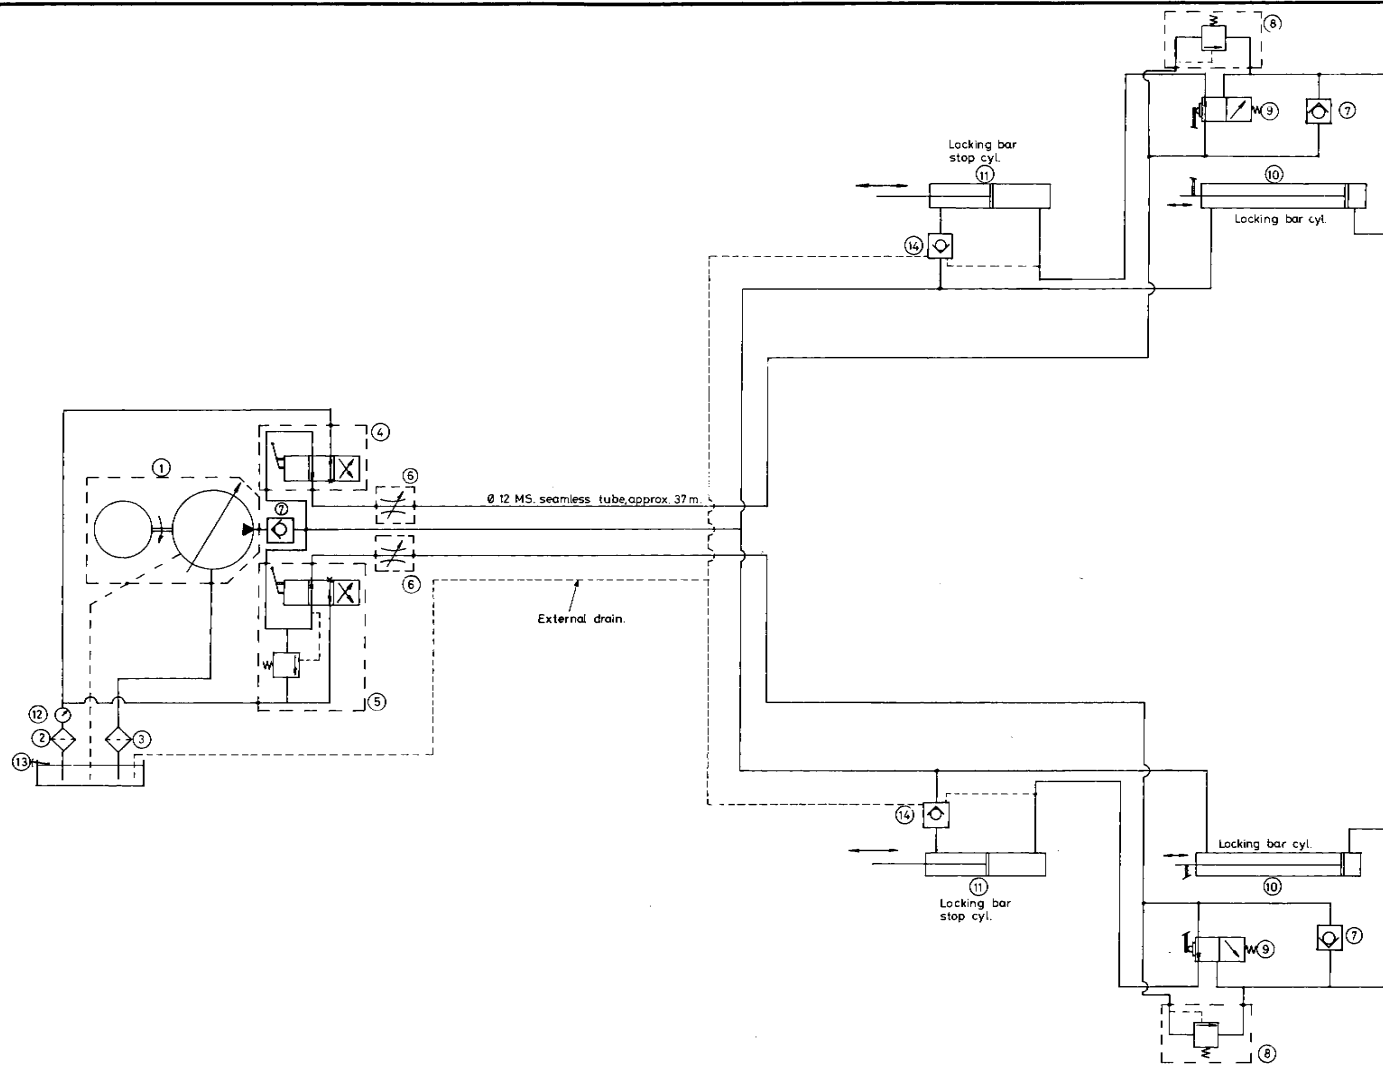 8
9
7
Locking bar
stop cyl.
11
10
Locking bar cyl.
14
4
1
6
Ø 12 MS. seamless tube, approx. 37 m.
7
6
External drain.
5
12
2
3
13
14
Locking bar cyl.
11
10
Locking bar
stop cyl.
7
9
8